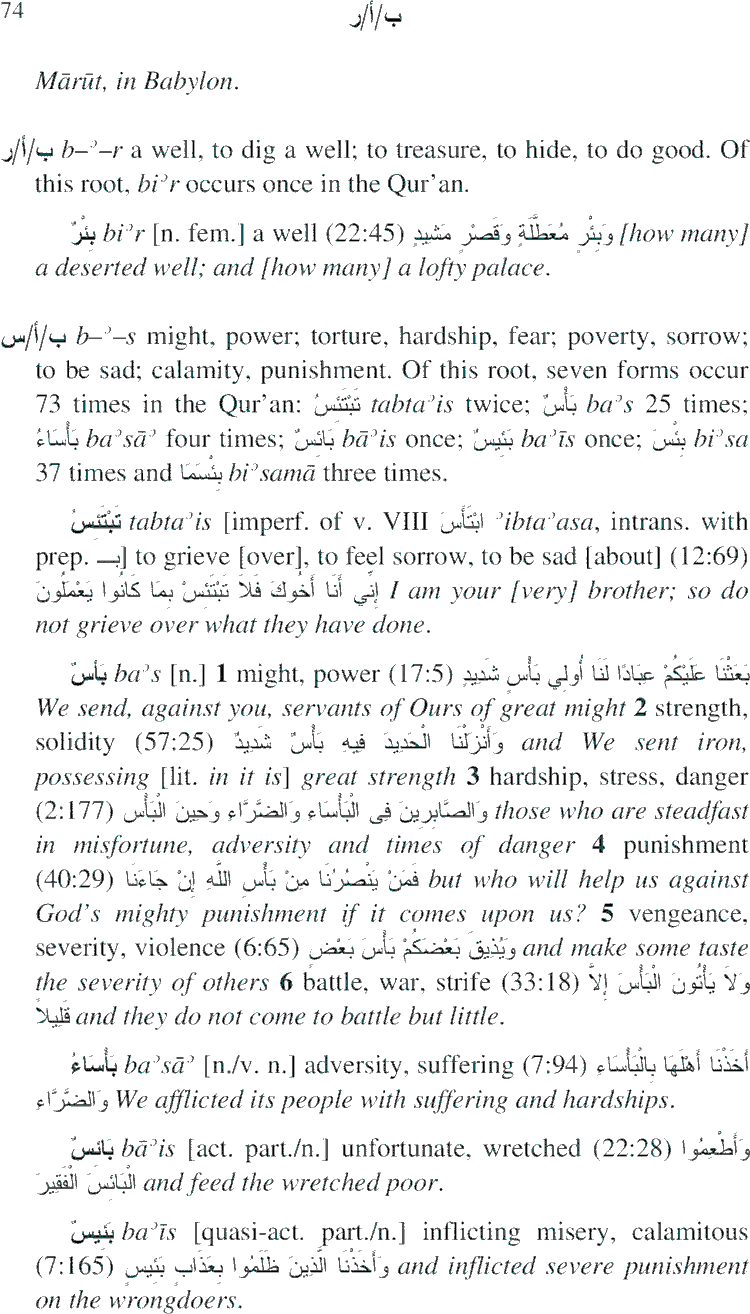 74
ب/أ/ر
Mārūt, in Babylon.
ب/أ/ر b–ʾ–r a well, to dig a well; to treasure, to hide, to do good. Of
this root, biʾr occurs once in the Qur'an.
بِئْرٌ biʾr [n. fem.] a well (22:45) وَبِئْرٍ مُعَطَّلَةٍ وَقَصْرٍ مَشِيدٍ [how many]
a deserted well; and [how many] a lofty palace.
ب/أ/س b–ʾ–s might, power; torture, hardship, fear; poverty, sorrow;
to be sad; calamity, punishment. Of this root, seven forms occur
73 times in the Qur'an: تَبْتَئِسُ tabtaʾis twice; بَأْسٌ baʾs 25 times;
بَأْسَاءُ baʾsāʾ four times; بَائِسٌ bāʾis once; بَئِيسٌ baʾīs once; بِئْسَ biʾsa
37 times and بِئْسَمَا biʾsamā three times.
تَبْتَئِسُ tabtaʾis [imperf. of v. VIII ابْتَأَسَ ʾibtaʾasa, intrans. with
prep. بِـ] to grieve [over], to feel sorrow, to be sad [about] (12:69)
إِنِّي أَنَا أَخُوكَ فَلاَ تَبْتَئِسْ بِمَا كَانُوا يَعْمَلُونَ I am your [very] brother; so do
not grieve over what they have done.
بَأْسٌ baʾs [n.] 1 might, power (17:5) بَعَثْنَا عَلَيْكُمْ عِبَادًا لَنَا أُولِي بَأْسٍ شَدِيدٍ
We send, against you, servants of Ours of great might 2 strength,
solidity (57:25) وَأَنْزَلْنَا الْحَدِيدَ فِيهِ بَأْسٌ شَدِيدٌ and We sent iron,
possessing [lit. in it is] great strength 3 hardship, stress, danger
(2:177) وَالصَّابِرِينَ فِى الْبَأْسَاءِ وَالضَّرَّاءِ وَحِينَ الْبَأْسِ those who are steadfast
in misfortune, adversity and times of danger 4 punishment
(40:29) فَمَنْ يَنْصُرُنَا مِنْ بَأْسِ اللَّهِ إِنْ جَاءَنَا but who will help us against
God's mighty punishment if it comes upon us? 5 vengeance,
severity, violence (6:65) وَيُذِيقَ بَعْضَكُمْ بَأْسَ بَعْضٍ and make some taste
the severity of others 6 battle, war, strife (33:18) وَلاَ يَأْتُونَ الْبَأْسَ إِلاَّ
قَلِيلاً and they do not come to battle but little.
بَأْسَاءُ baʾsāʾ [n./v. n.] adversity, suffering (7:94) أَخَذْنَا أَهْلَهَا بِالْبَأْسَاءِ
وَالضَّرَّاءِ We afflicted its people with suffering and hardships.
بَائِسٌ bāʾis [act. part./n.] unfortunate, wretched (22:28) وَأَطْعِمُوا
الْبَائِسَ الْفَقِيرَ and feed the wretched poor.
بَئِيسٌ baʾīs [quasi-act. part./n.] inflicting misery, calamitous
(7:165) وَأَخَذْنَا الَّذِينَ ظَلَمُوا بِعَذَابٍ بَئِيسٍ and inflicted severe punishment
on the wrongdoers.